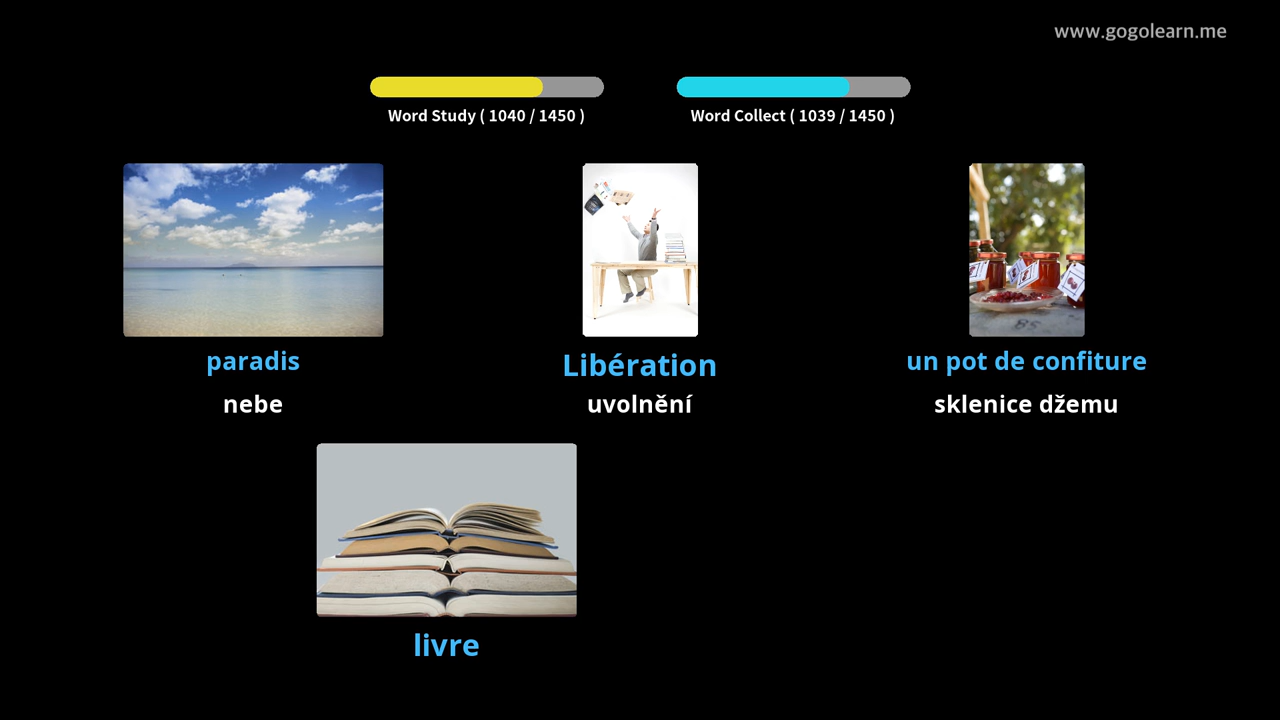 www.gogolearn.me
Word Study ( 1040 / 1450 )
Word Collect ( 1039 / 1450 )
paradis
Libération
un pot de confiture
nebe
uvolnění
sklenice džemu
livre